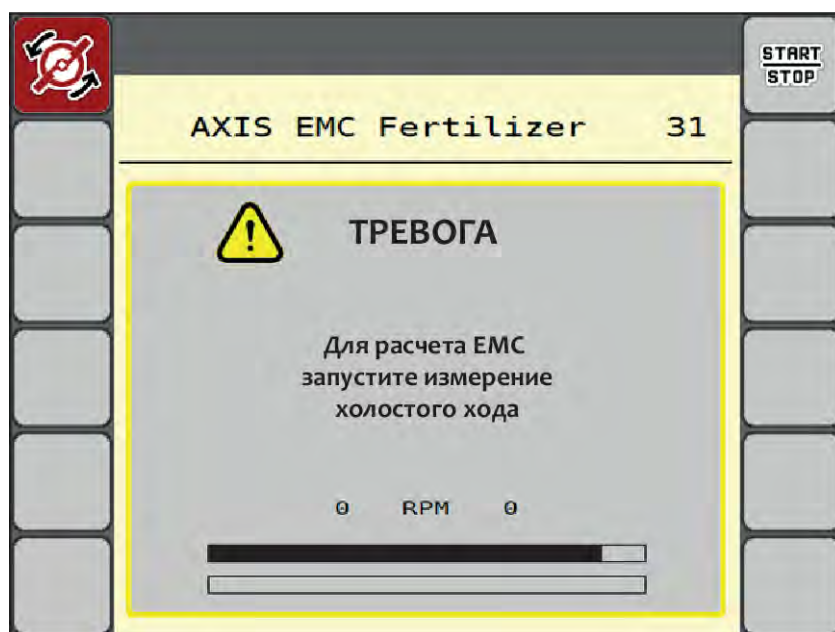 START
STOP
AXIS EMC Fertilizer 31
ТРЕВОГА
Для расчета ЕМС
запустите измерение
холостого хода
0 RPM 0